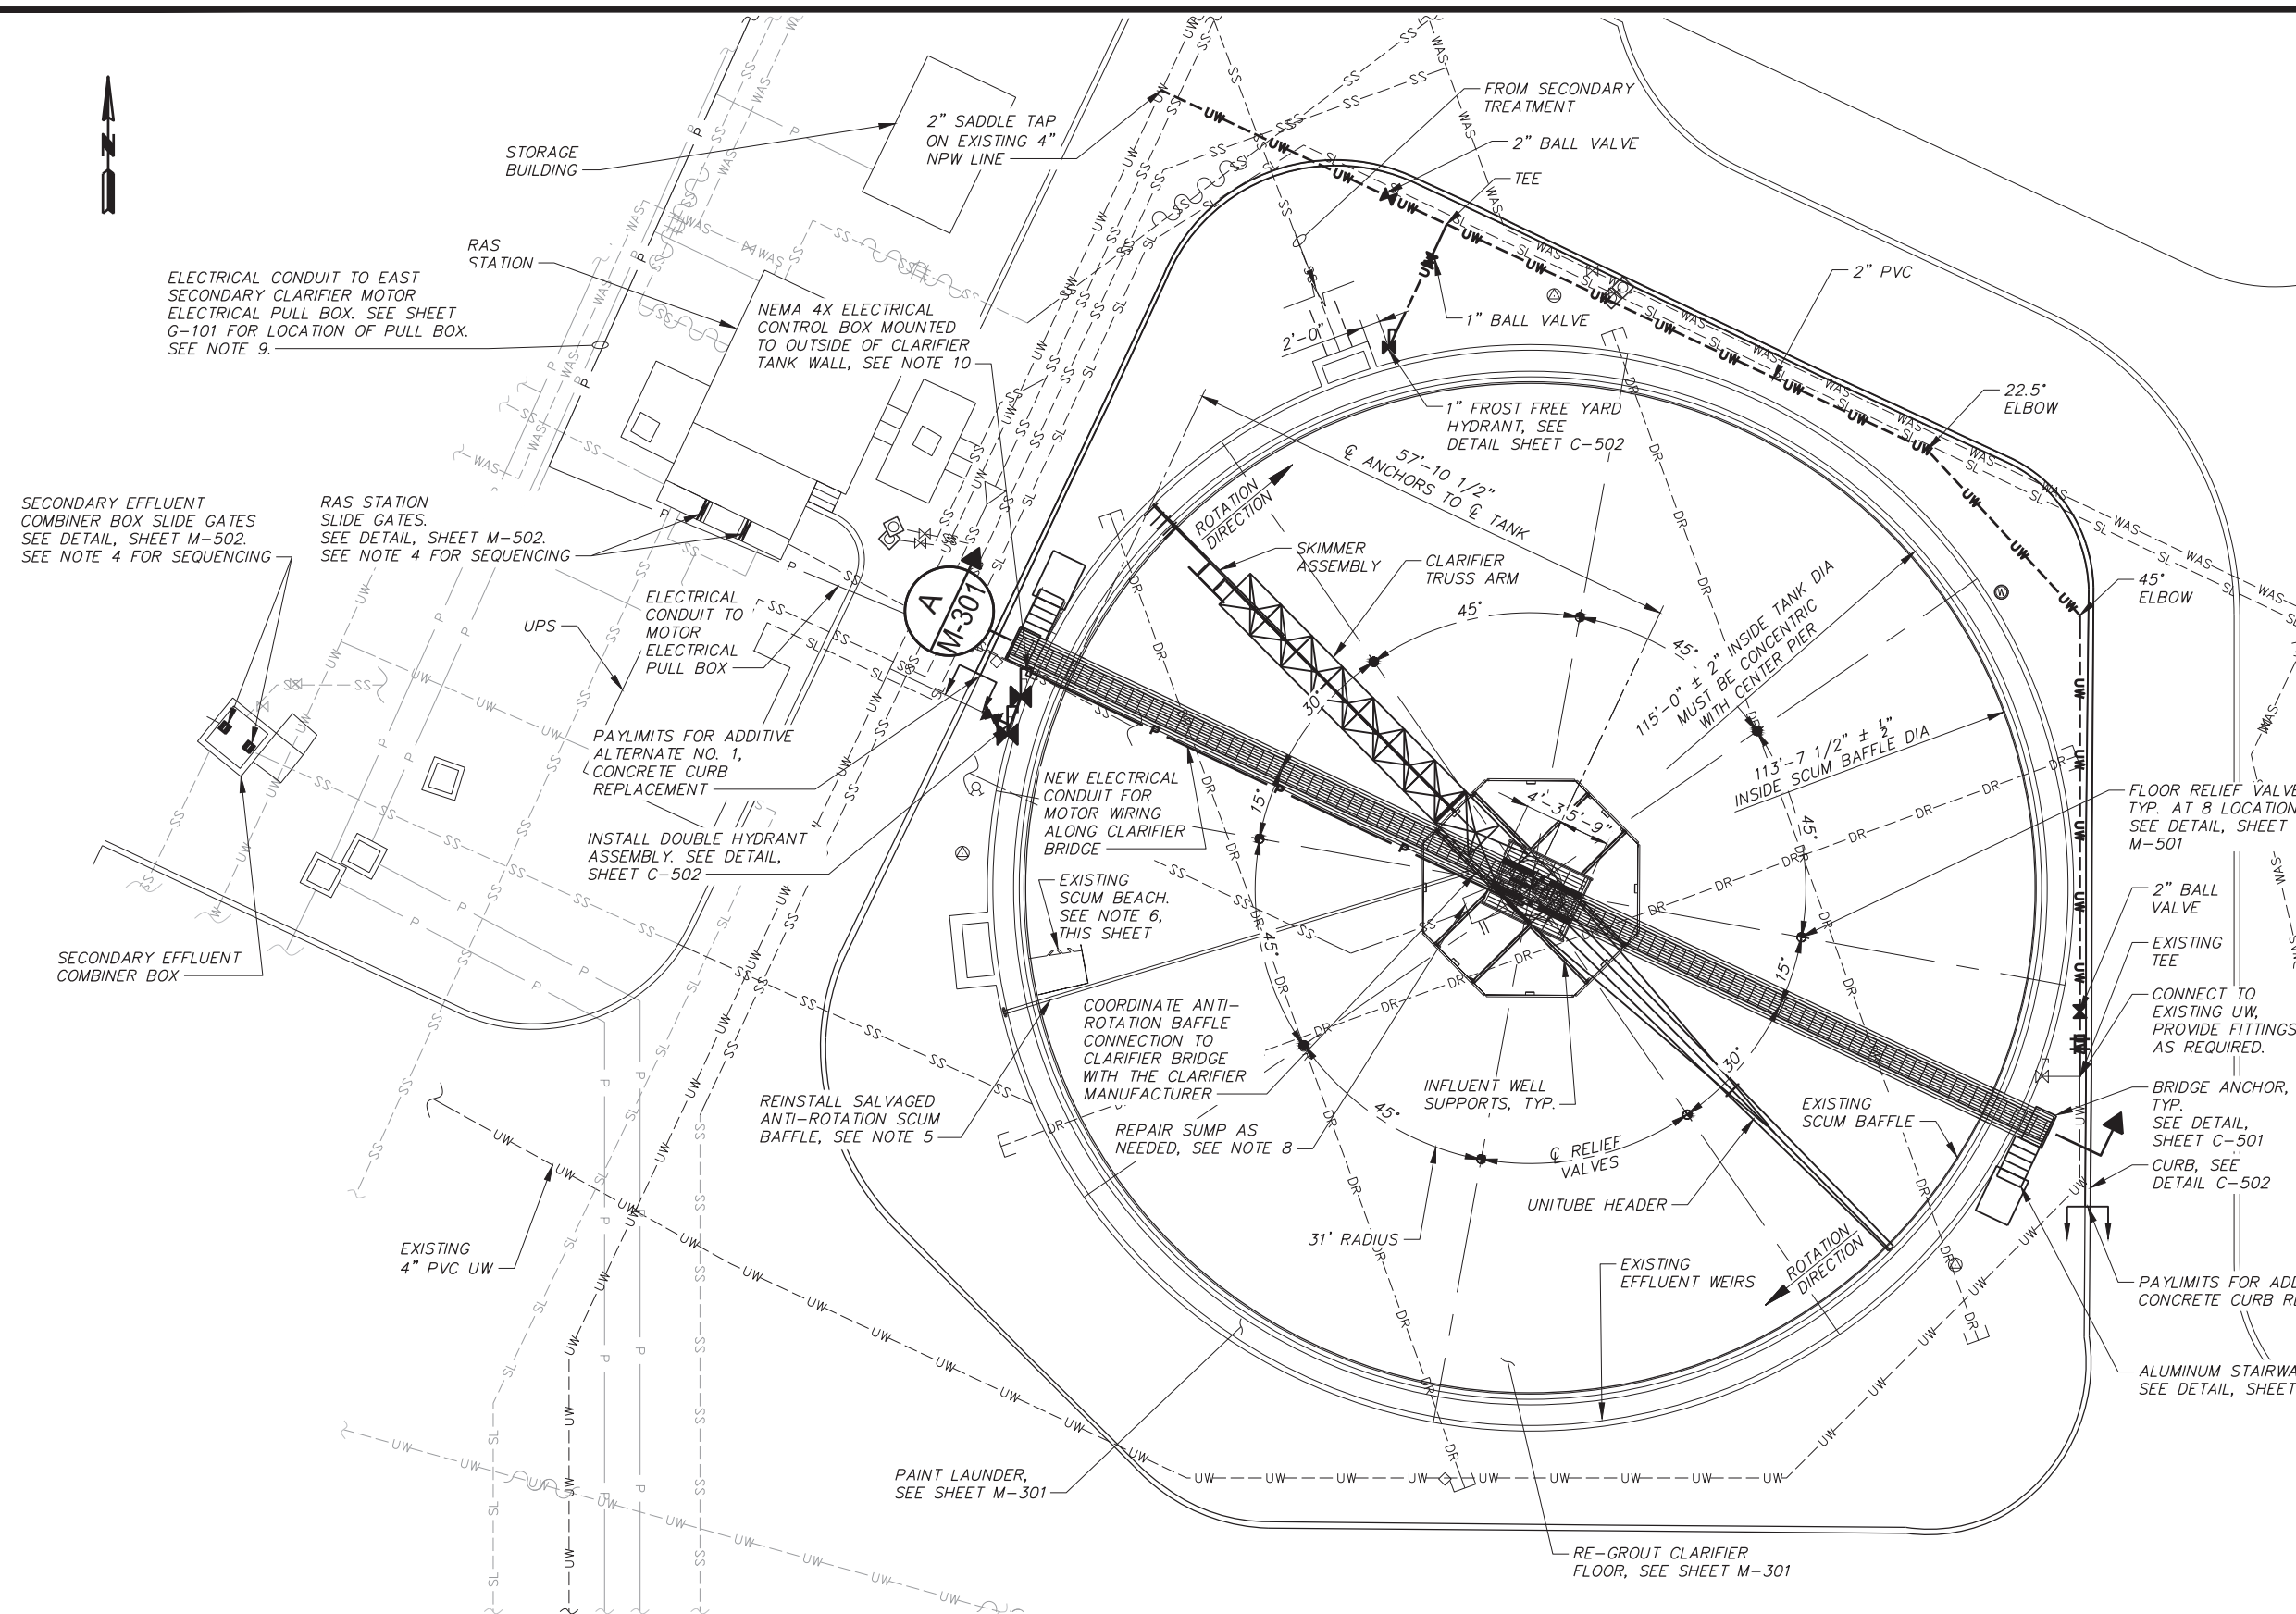 N
STORAGE
BUILDING
2" SADDLE TAP
ON EXISTING 4"
NPW LINE
FROM SECONDARY
TREATMENT
2" BALL VALVE
TEE
RAS
STATION
ELECTRICAL CONDUIT TO EAST
SECONDARY CLARIFIER MOTOR
ELECTRICAL PULL BOX. SEE SHEET
G-101 FOR LOCATION OF PULL BOX.
SEE NOTE 9.
NEMA 4X ELECTRICAL
CONTROL BOX MOUNTED
TO OUTSIDE OF CLARIFIER
TANK WALL, SEE NOTE 10
2'-0"
1" BALL VALVE
2" PVC
1" FROST FREE YARD
HYDRANT, SEE
DETAIL SHEET C-502
22.5°
ELBOW
57'-10 1/2"
℄ ANCHORS TO ℄ TANK
ROTATION
DIRECTION
SECONDARY EFFLUENT
COMBINER BOX SLIDE GATES
SEE DETAIL, SHEET M-502.
SEE NOTE 4 FOR SEQUENCING
RAS STATION
SLIDE GATES.
SEE DETAIL, SHEET M-502.
SEE NOTE 4 FOR SEQUENCING
SKIMMER
ASSEMBLY
CLARIFIER
TRUSS ARM
45°
45°
115'-0" ± 2" INSIDE TANK DIA
MUST BE CONCENTRIC
WITH CENTER PIER
45°
ELBOW
A
M-301
ELECTRICAL
CONDUIT TO
MOTOR
ELECTRICAL
PULL BOX
UPS
30°
113'-7 1/2" ± 1/2"
INSIDE SCUM BAFFLE DIA
PAYLIMITS FOR ADDITIVE
ALTERNATE NO. 1,
CONCRETE CURB
REPLACEMENT
NEW ELECTRICAL
CONDUIT FOR
MOTOR WIRING
ALONG CLARIFIER
BRIDGE
15°
4'-3"
5'-9"
45°
FLOOR RELIEF VALVE
TYP. AT 8 LOCATION
SEE DETAIL, SHEET
M-501
INSTALL DOUBLE HYDRANT
ASSEMBLY. SEE DETAIL,
SHEET C-502
EXISTING
SCUM BEACH.
SEE NOTE 6,
THIS SHEET
2" BALL
VALVE
SECONDARY EFFLUENT
COMBINER BOX
45°
15°
EXISTING
TEE
CONNECT TO
EXISTING UW,
PROVIDE FITTINGS
AS REQUIRED.
COORDINATE ANTI-
ROTATION BAFFLE
CONNECTION TO
CLARIFIER BRIDGE
WITH THE CLARIFIER
MANUFACTURER
30°
INFLUENT WELL
SUPPORTS, TYP.
EXISTING
SCUM BAFFLE
BRIDGE ANCHOR,
TYP.
SEE DETAIL,
SHEET C-501
REINSTALL SALVAGED
ANTI-ROTATION SCUM
BAFFLE, SEE NOTE 5
45°
REPAIR SUMP AS
NEEDED, SEE NOTE 8
℄ RELIEF
VALVES
CURB, SEE
DETAIL C-502
UNITUBE HEADER
31' RADIUS
EXISTING
4" PVC UW
ROTATION
DIRECTION
EXISTING
EFFLUENT WEIRS
PAYLIMITS FOR ADD
CONCRETE CURB RE
ALUMINUM STAIRWA
SEE DETAIL, SHEET
PAINT LAUNDER,
SEE SHEET M-301
RE-GROUT CLARIFIER
FLOOR, SEE SHEET M-301